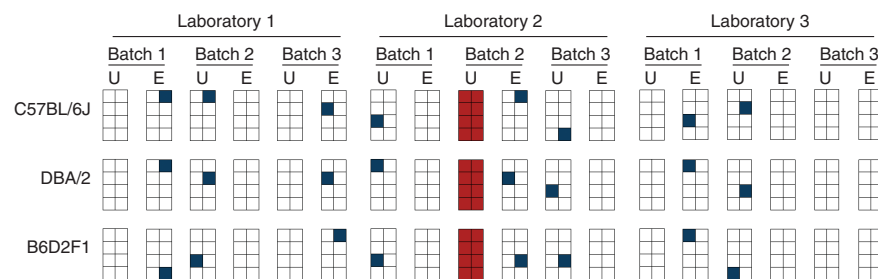 Laboratory 1 Laboratory 2 Laboratory 3
Batch 1 Batch 2 Batch 3 Batch 1 Batch 2 Batch 3 Batch 1 Batch 2 Batch 3
U E U E U E U E U E U E U E U E U E
C57BL/6J
DBA/2
B6D2F1